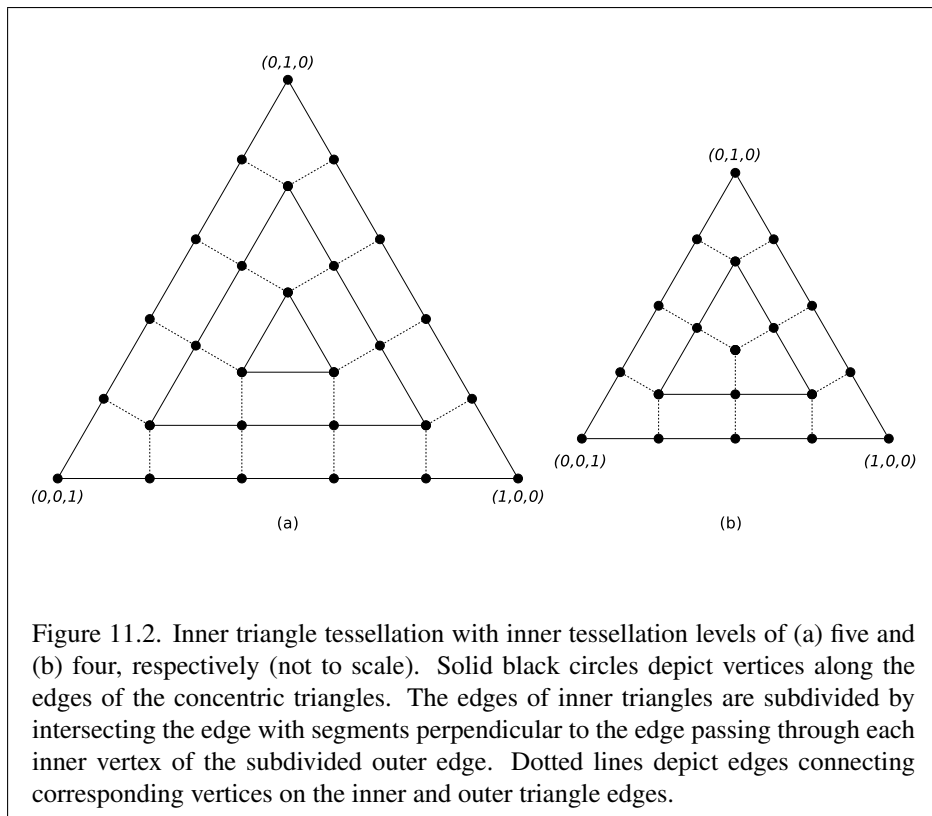 (0,1,0)
(0,1,0)
(0,0,1)
(1,0,0)
(0,0,1)
(1,0,0)
(a)
(b)
Figure 11.2. Inner triangle tessellation with inner tessellation levels of (a) five and
(b) four, respectively (not to scale). Solid black circles depict vertices along the
edges of the concentric triangles. The edges of inner triangles are subdivided by
intersecting the edge with segments perpendicular to the edge passing through each
inner vertex of the subdivided outer edge. Dotted lines depict edges connecting
corresponding vertices on the inner and outer triangle edges.